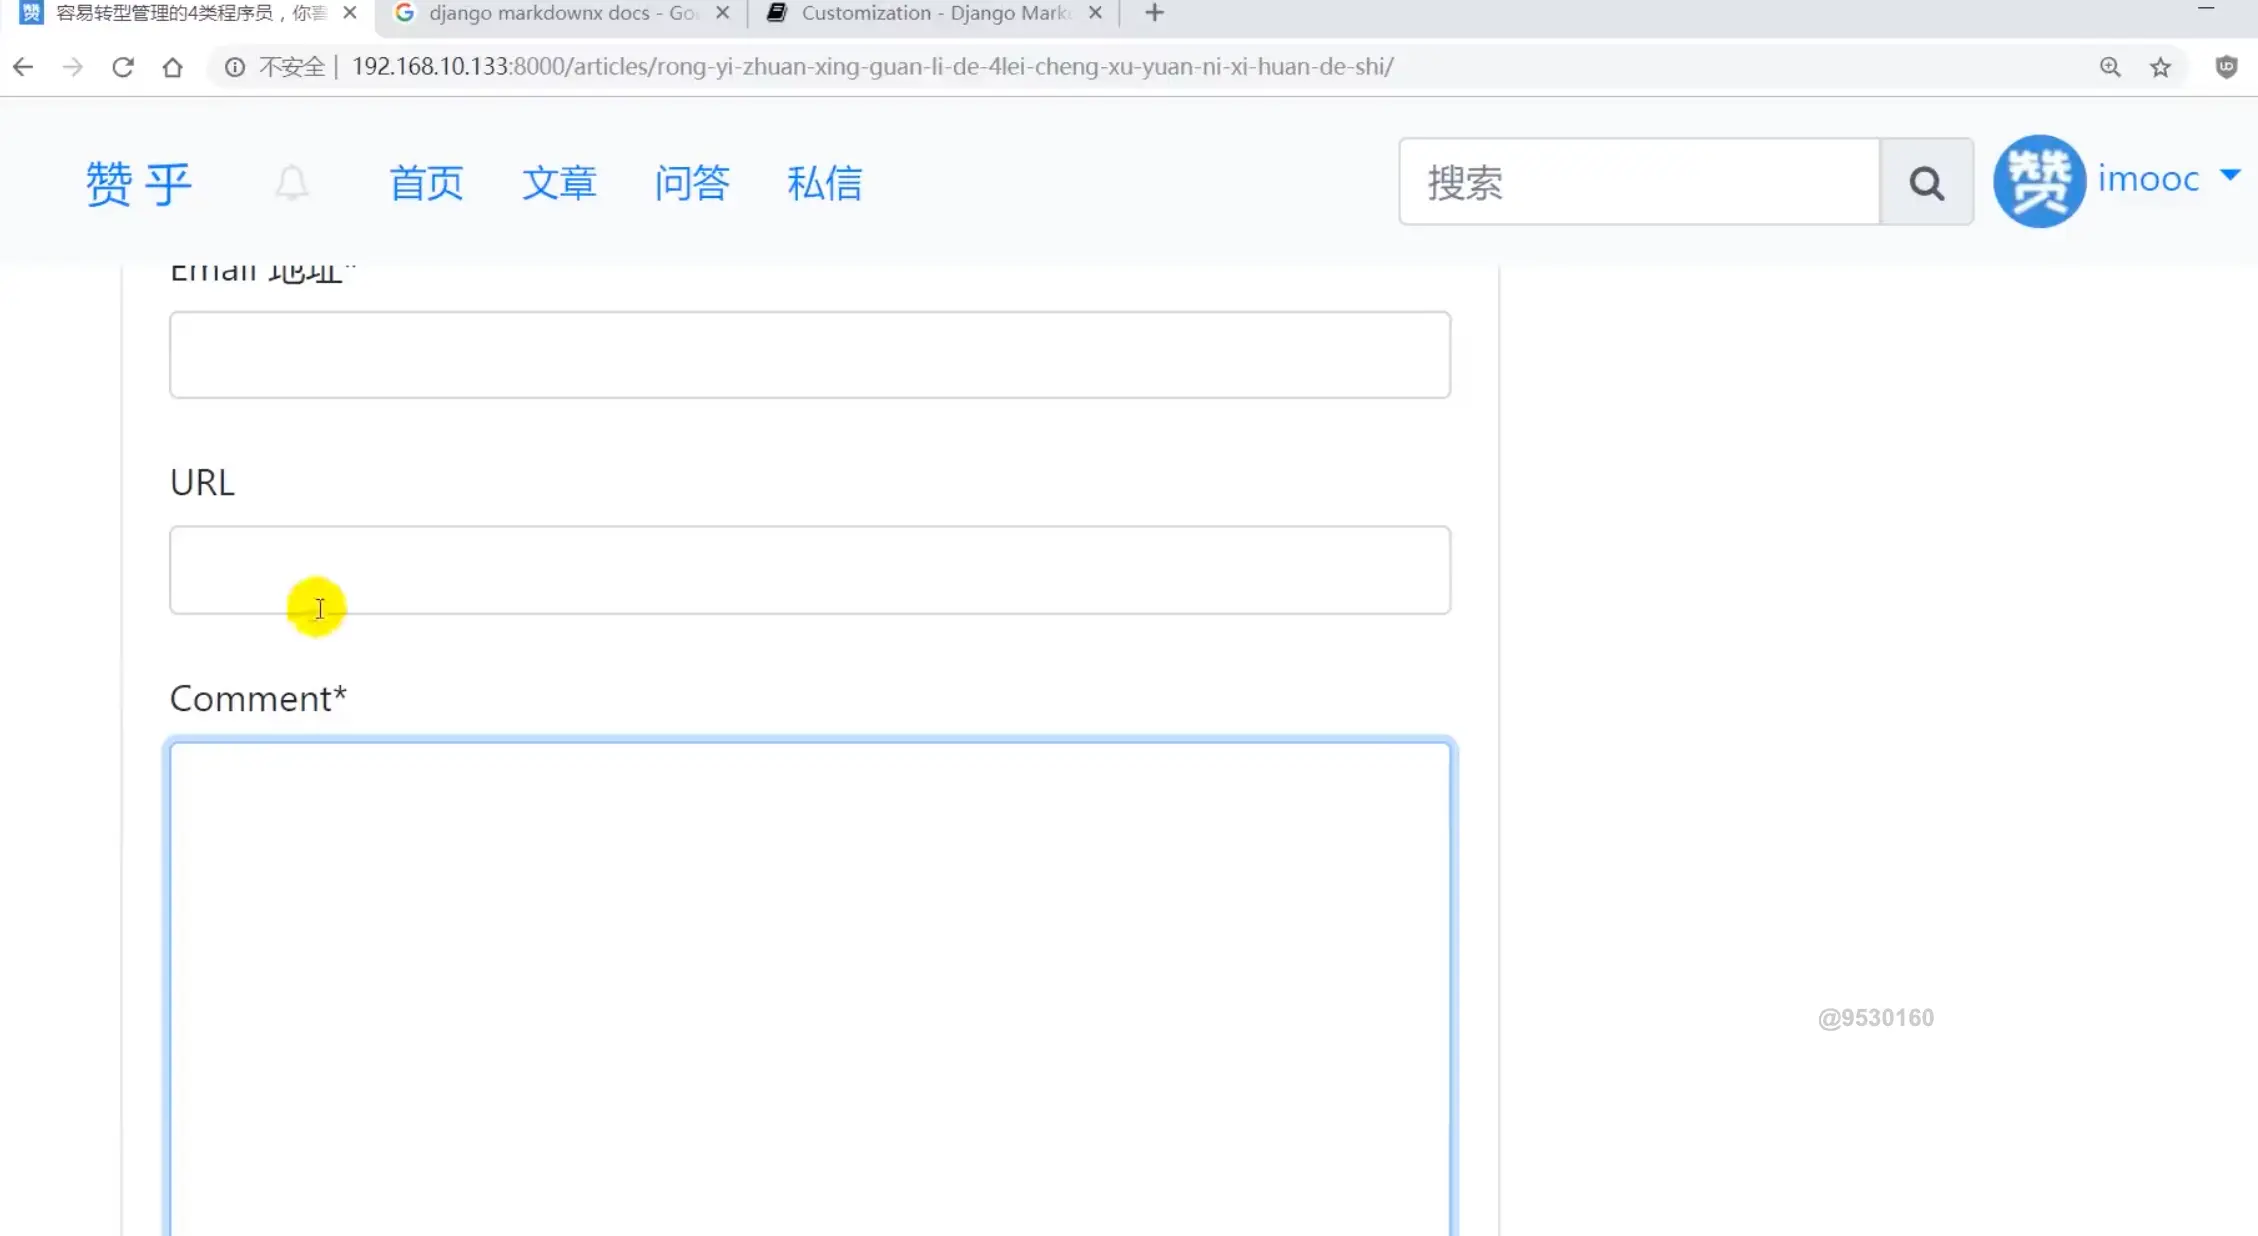 赞 容易转型管理的4类程序员，你喜
django markdownx docs - Go
Customization - Django Mark
不安全 | 192.168.10.133:8000/articles/rong-yi-zhuan-xing-guan-li-de-4lei-cheng-xu-yuan-ni-xi-huan-de-shi/
赞乎 首页 文章 问答 私信 搜索 赞 imooc
Email 地址*
URL
Comment*
@9530160